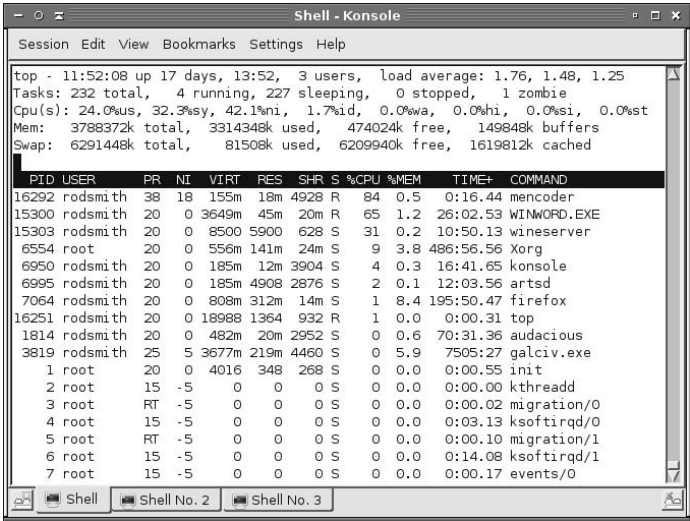 Shell - Konsole
Session Edit View Bookmarks Settings Help
top - 11:52:08 up 17 days, 13:52,  3 users,  load average: 1.76, 1.48, 1.25
Tasks: 232 total,   4 running, 227 sleeping,   0 stopped,   1 zombie
Cpu(s): 24.0%us, 32.3%sy, 42.1%ni,  1.7%id,  0.0%wa,  0.0%hi,  0.0%si,  0.0%st
Mem:   3788372k total,  3314348k used,   474024k free,   149848k buffers
Swap:  6291448k total,    81508k used,  6209940k free,  1619812k cached
PID USER PR NI VIRT RES SHR S %CPU %MEM TIME+ COMMAND
16292 rodsmith 38 18 155m 18m 4928 R 84 0.5 0:16.44 mencoder
15300 rodsmith 20 0 3649m 45m 20m R 65 1.2 26:02.53 WINWORD.EXE
15303 rodsmith 20 0 8500 5900 628 S 31 0.2 10:50.13 wineserver
6554 root 20 0 556m 141m 24m S 9 3.8 486:56.56 Xorg
6950 rodsmith 20 0 185m 12m 3904 S 4 0.3 16:41.65 konsole
6995 rodsmith 20 0 185m 4908 2876 S 2 0.1 12:03.56 artsd
7064 rodsmith 20 0 808m 312m 14m S 1 8.4 195:50.47 firefox
16251 rodsmith 20 0 18988 1364 932 R 1 0.0 0:00.31 top
1814 rodsmith 20 0 482m 20m 2952 S 0 0.6 70:31.36 audacious
3819 rodsmith 25 5 3677m 219m 4460 S 0 5.9 7505:27 galciv.exe
1 root 20 0 4016 348 268 S 0 0.0 0:00.55 init
2 root 15 -5 0 0 0 S 0 0.0 0:00.00 kthreadd
3 root RT -5 0 0 0 S 0 0.0 0:00.02 migration/0
4 root 15 -5 0 0 0 S 0 0.0 0:03.13 ksoftirqd/0
5 root RT -5 0 0 0 S 0 0.0 0:00.10 migration/1
6 root 15 -5 0 0 0 S 0 0.0 0:14.08 ksoftirqd/1
7 root 15 -5 0 0 0 S 0 0.0 0:00.17 events/0
Shell Shell No. 2 Shell No. 3